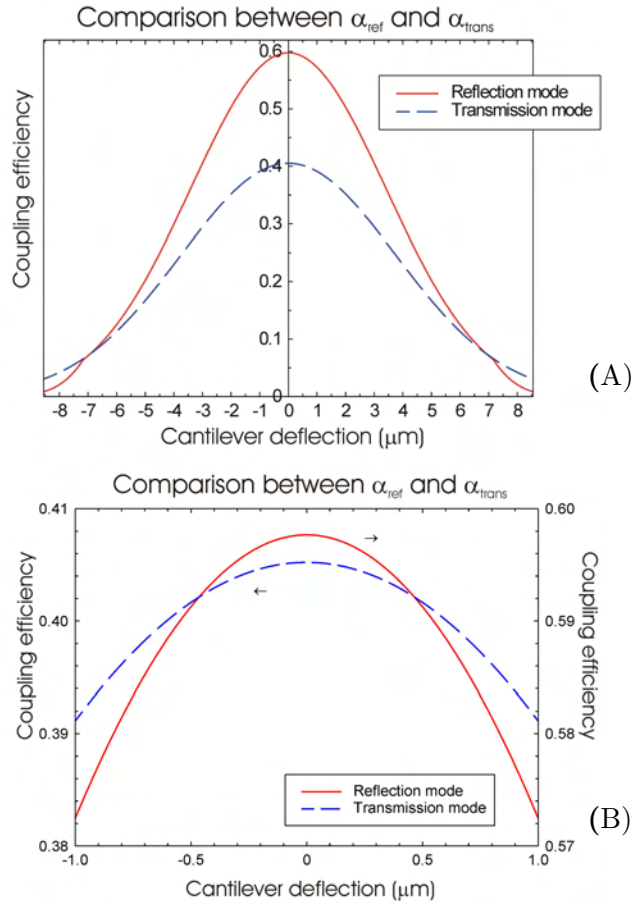 Comparison between αref and αtrans
Coupling efficiency
0.6
0.5
0.4
0.3
0.2
0.1
0
Reflection mode
Transmission mode
-8 -7 -6 -5 -4 -3 -2 -1 0 1 2 3 4 5 6 7 8
Cantilever deflection (μm)
(A)
Comparison between αref and αtrans
Coupling efficiency
0.41
0.40
0.39
0.38
→
←
0.60
0.59
0.58
0.57
Coupling efficiency
Reflection mode
Transmission mode
-1.0 -0.5 0 0.5 1.0
Cantilever deflection (μm)
(B)